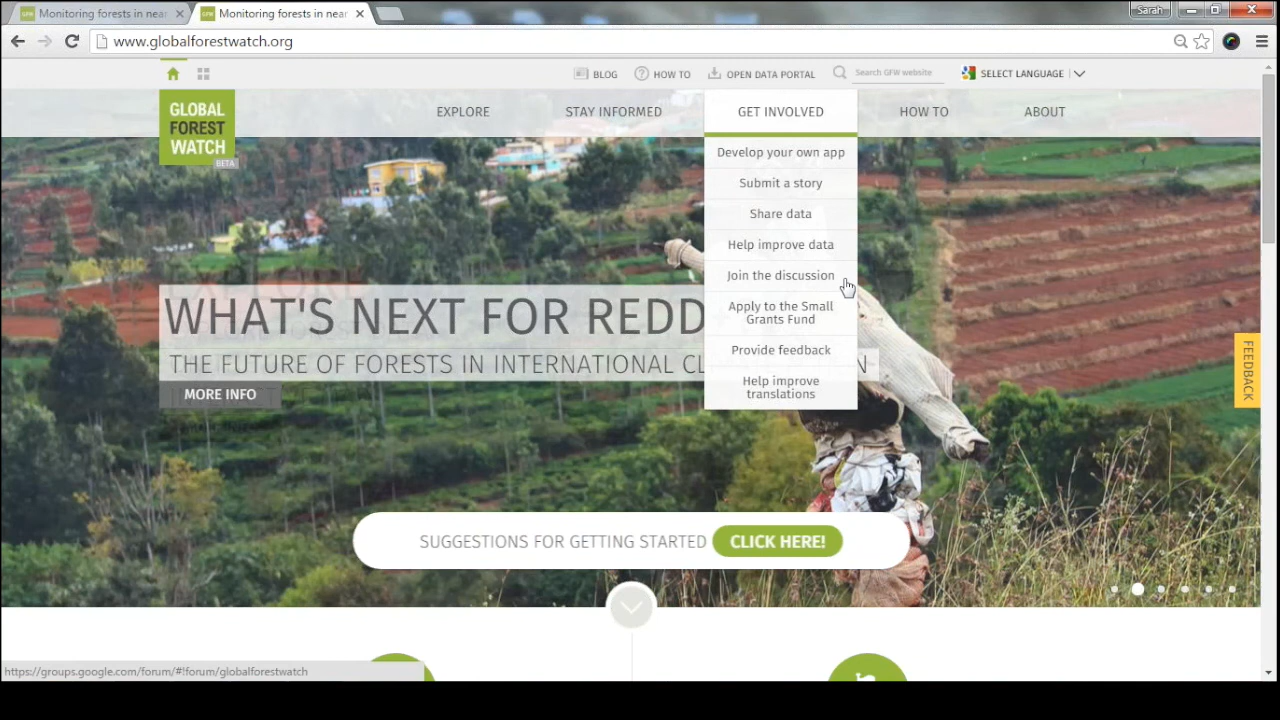 Monitoring forests in near
Monitoring forests in near
Sarah
www.globalforestwatch.org
BLOG
HOW TO
OPEN DATA PORTAL
Search GFW website
SELECT LANGUAGE
GLOBAL
FOREST
WATCH
BETA
EXPLORE
STAY INFORMED
GET INVOLVED
HOW TO
ABOUT
Develop your own app
Submit a story
Share data
Help improve data
Join the discussion
Apply to the Small
Grants Fund
Provide feedback
Help improve
translations
WHAT'S NEXT FOR REDD
THE FUTURE OF FORESTS IN INTERNATIONAL CL
MORE INFO
FEEDBACK
SUGGESTIONS FOR GETTING STARTED
CLICK HERE!
https://groups.google.com/forum/#!forum/globalforestwatch